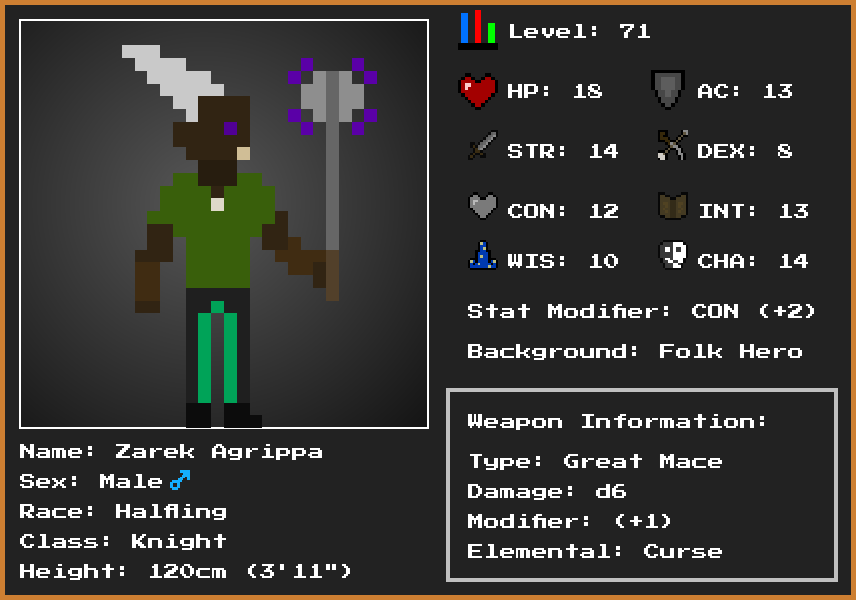 Level: 71
HP: 18
AC: 13
STR: 14
DEX: 8
CON: 12
INT: 13
WIS: 10
CHA: 14
Stat Modifier: CON (+2)
Background: Folk Hero
Weapon Information:
Type: Great Mace
Damage: d6
Modifier: (+1)
Elemental: Curse
Name: Zarek Agrippa
Sex: Male♂
Race: Halfling
Class: Knight
Height: 120cm (3'11")